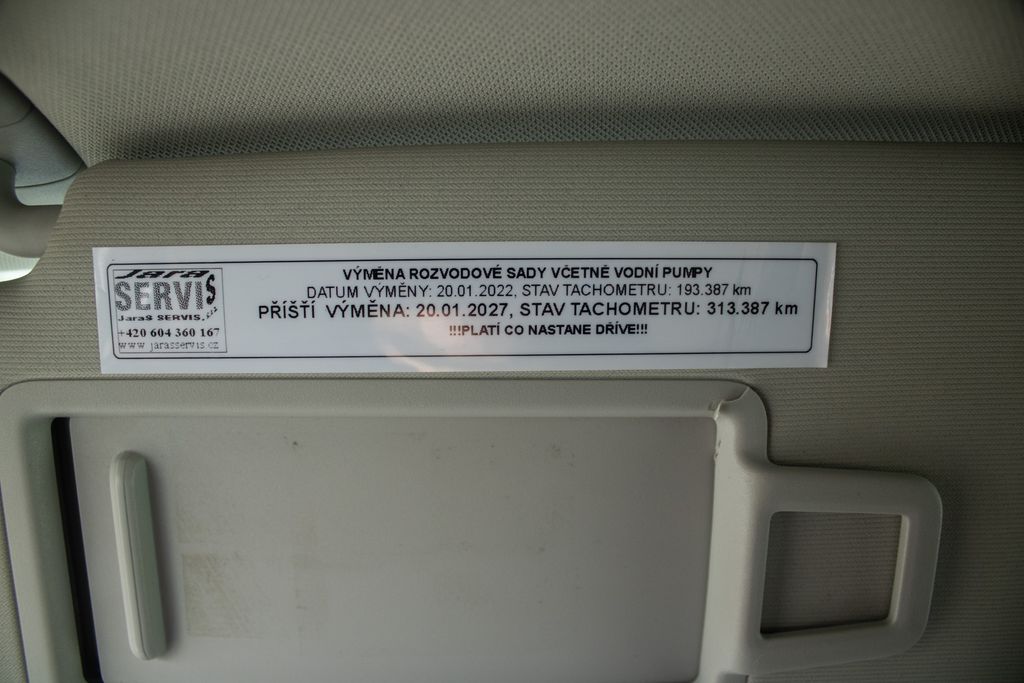 Jara
SERVIS
JaraS SERVIS, s.r.o.
+420 604 360 167
www.jarasservis.cz
VÝMĚNA ROZVODOVÉ SADY VČETNĚ VODNÍ PUMPY
DATUM VÝMĚNY: 20.01.2022, STAV TACHOMETRU: 193.387 km
PŘÍŠTÍ VÝMĚNA: 20.01.2027, STAV TACHOMETRU: 313.387 km
!!!PLATÍ CO NASTANE DŘÍVE!!!